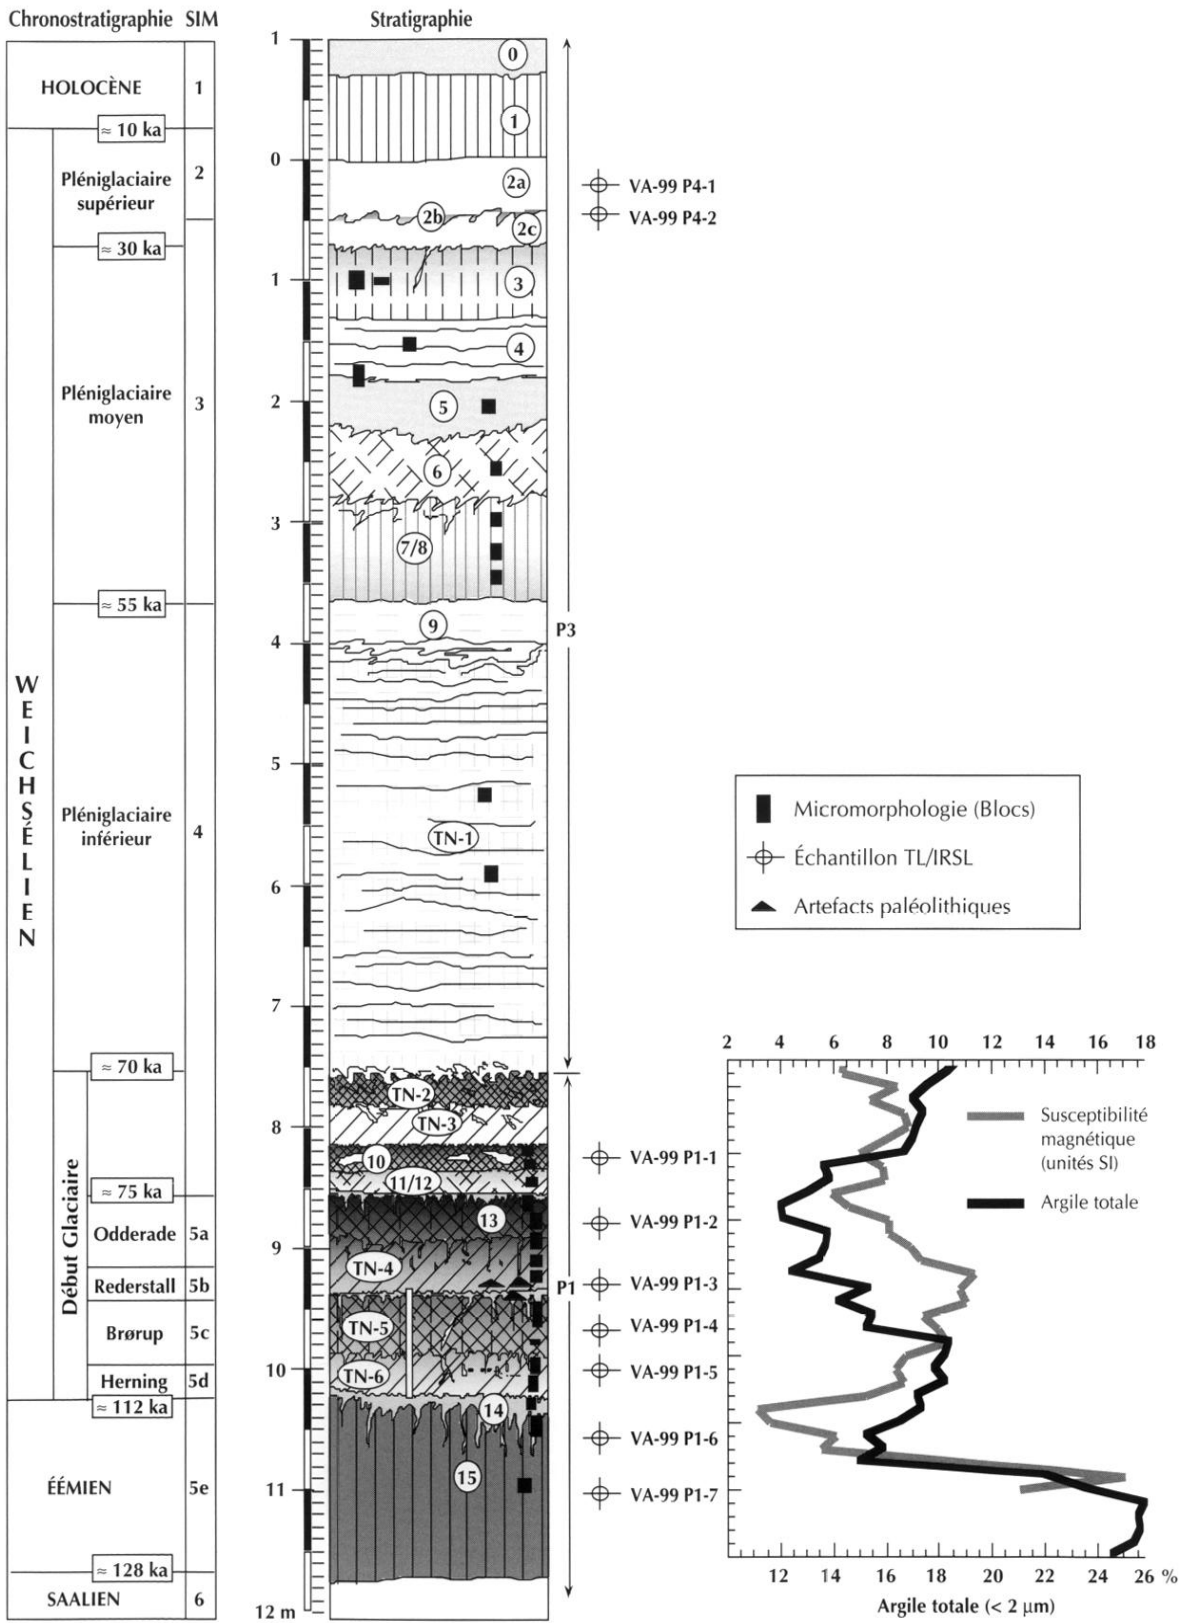 Chronostratigraphie SIM
Stratigraphie
HOLOCÈNE
1
≈ 10 ka
WEICHSÉLIEN
Pléniglaciaire
supérieur
2
≈ 30 ka
Pléniglaciaire
moyen
3
≈ 55 ka
Pléniglaciaire
inférieur
4
≈ 70 ka
Début Glaciaire
≈ 75 ka
Odderade
5a
Rederstall
5b
Brørup
5c
Herning
5d
≈ 112 ka
ÉÉMIEN
5e
≈ 128 ka
SAALIEN
6
1
0
1
2
3
4
5
6
7
8
9
10
11
12 m
0
1
2a
2b
2c
3
4
5
6
7/8
9
TN-1
TN-2
TN-3
10
11/12
13
TN-4
TN-5
TN-6
14
15
P3
P1
VA-99 P4-1
VA-99 P4-2
VA-99 P1-1
VA-99 P1-2
VA-99 P1-3
VA-99 P1-4
VA-99 P1-5
VA-99 P1-6
VA-99 P1-7
Micromorphologie (Blocs)
Échantillon TL/IRSL
Artefacts paléolithiques
2 4 6 8 10 12 14 16 18
Susceptibilité
magnétique
(unités SI)
Argile totale
12 14 16 18 20 22 24 26 %
Argile totale (< 2 µm)